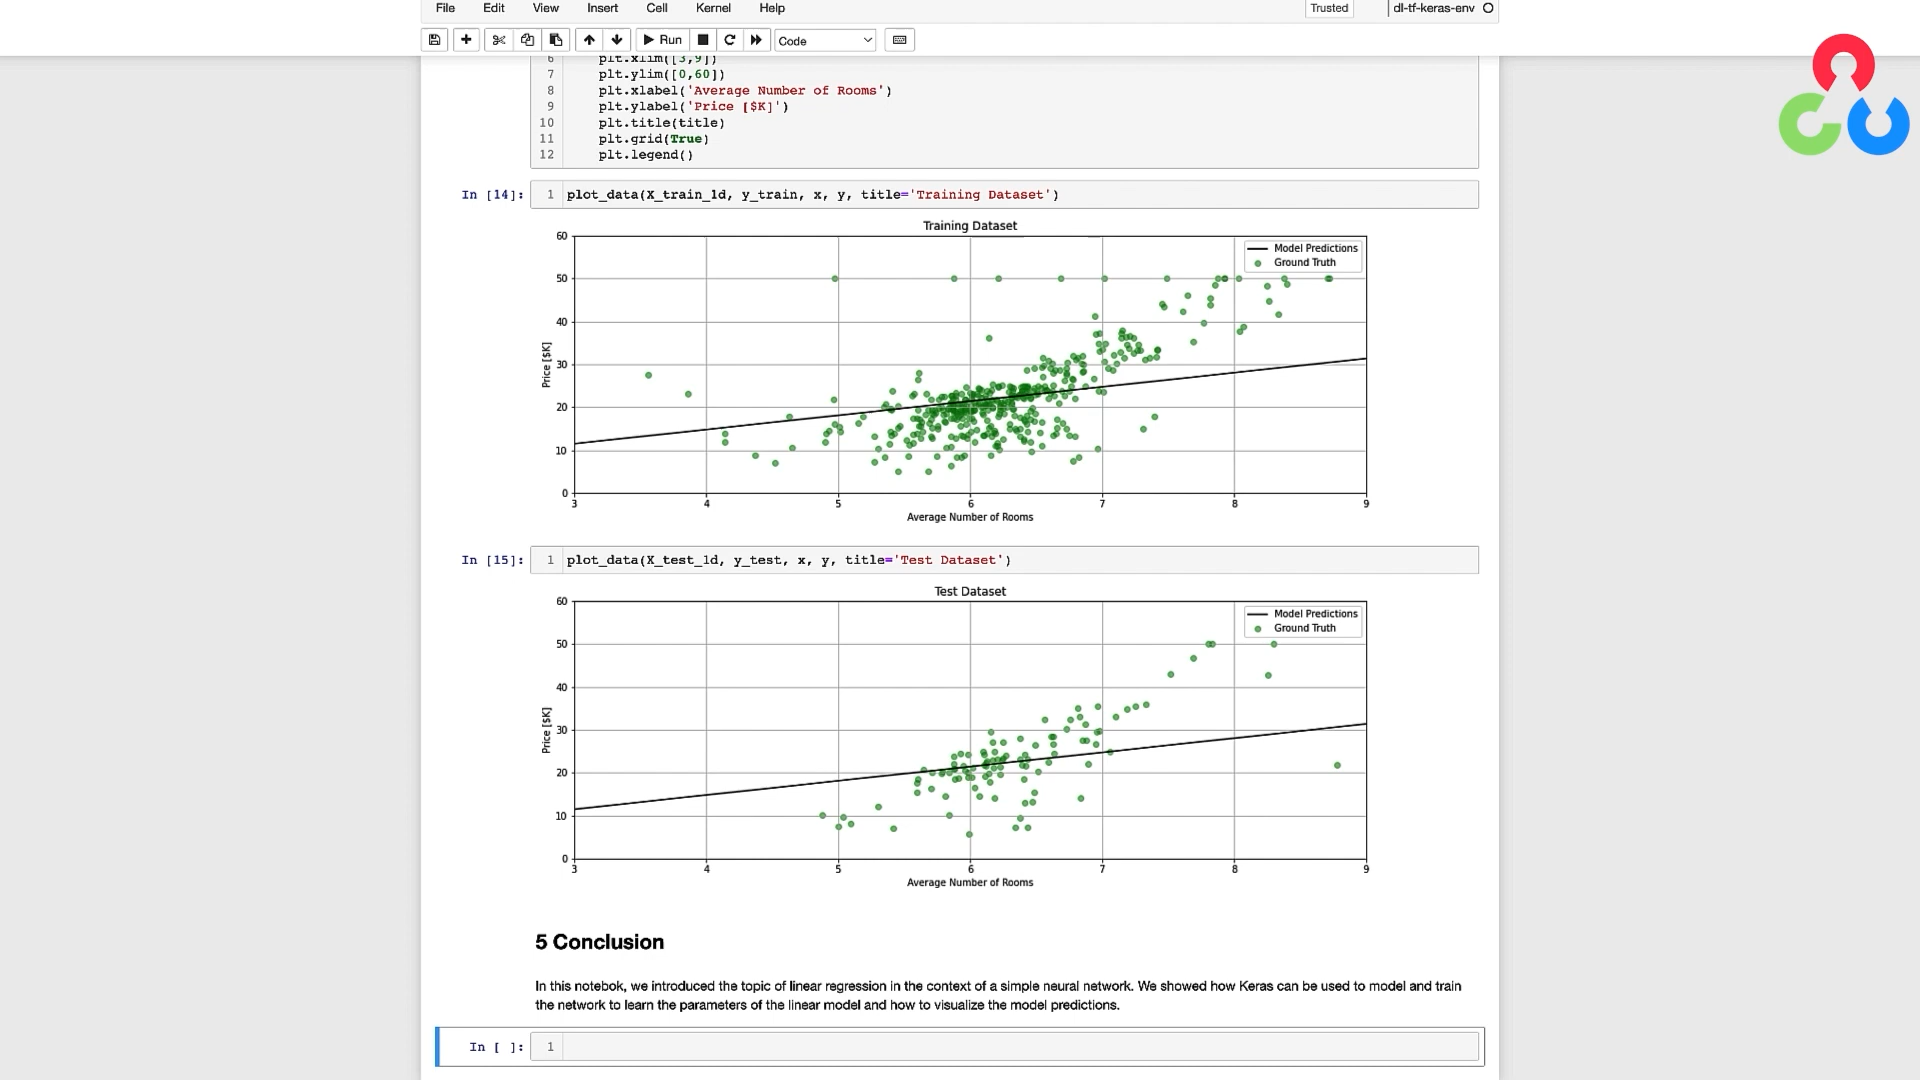 File Edit View Insert Cell Kernel Help Trusted dl-tf-keras-env
Run Code
6 plt.xlim([3,9])
7 plt.ylim([0,60])
8 plt.xlabel('Average Number of Rooms')
9 plt.ylabel('Price [$K]')
10 plt.title(title)
11 plt.grid(True)
12 plt.legend()
In [14]: 1 plot_data(X_train_1d, y_train, x, y, title='Training Dataset')
Training Dataset
Model Predictions
Ground Truth
60
50
40
30
20
10
0
Price [$K]
3 4 5 6 7 8 9
Average Number of Rooms
In [15]: 1 plot_data(X_test_1d, y_test, x, y, title='Test Dataset')
Test Dataset
Model Predictions
Ground Truth
60
50
40
30
20
10
0
Price [$K]
3 4 5 6 7 8 9
Average Number of Rooms
5 Conclusion
In this notebok, we introduced the topic of linear regression in the context of a simple neural network. We showed how Keras can be used to model and train
the network to learn the parameters of the linear model and how to visualize the model predictions.
In [ ]: 1